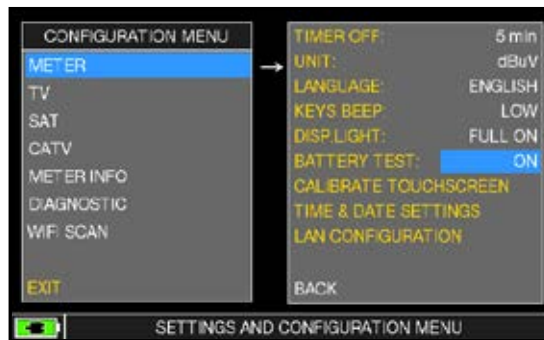 CONFIGURATION MENU
METER
TV
SAT
CATV
METER INFO
DIAGNOSTIC
WIFI SCAN
EXIT
TIMER OFF: 5 min
UNIT: dBuV
LANGUAGE: ENGLISH
KEYS BEEP: LOW
DISP.LIGHT: FULL ON
BATTERY TEST: ON
CALIBRATE TOUCHSCREEN
TIME & DATE SETTINGS
LAN CONFIGURATION
BACK
SETTINGS AND CONFIGURATION MENU